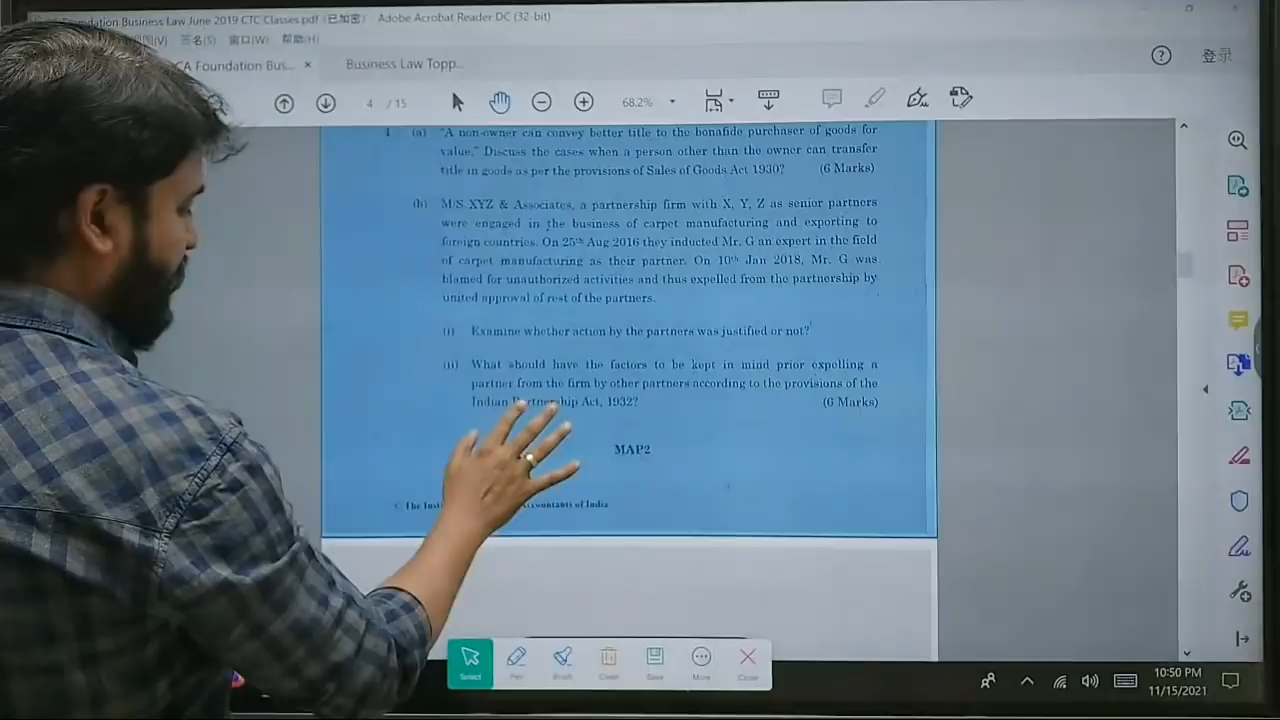 undation Business Law June 2019 CTC Classes.pdf (已加密) Adobe Acrobat Reader DC (32-bit)
(V) 签名(S) 窗口(W) 帮助(H)
CA Foundation Bus... × Business Law Topp...
登录
4 / 15 68.2%
(a) "A non-owner can convey better title to the bonafide purchaser of goods for
value." Discuss the cases when a person other than the owner can transfer
title in goods as per the provisions of Sales of Goods Act 1930? (6 Marks)
(b) M/S XYZ & Associates, a partnership firm with X, Y, Z as senior partners
were engaged in the business of carpet manufacturing and exporting to
foreign countries. On 25th Aug 2016 they inducted Mr. G an expert in the field
of carpet manufacturing as their partner. On 10th Jan 2018, Mr. G was
blamed for unauthorized activities and thus expelled from the partnership by
united approval of rest of the partners.
(i) Examine whether action by the partners was justified or not?
(ii) What should have the factors to be kept in mind prior expelling a
partner from the firm by other partners according to the provisions of the
Indian Partnership Act, 1932? (6 Marks)
MAP2
© The Inst ccountants of India
Select Pen Brush Clean Save More Close
10:50 PM
11/15/2021